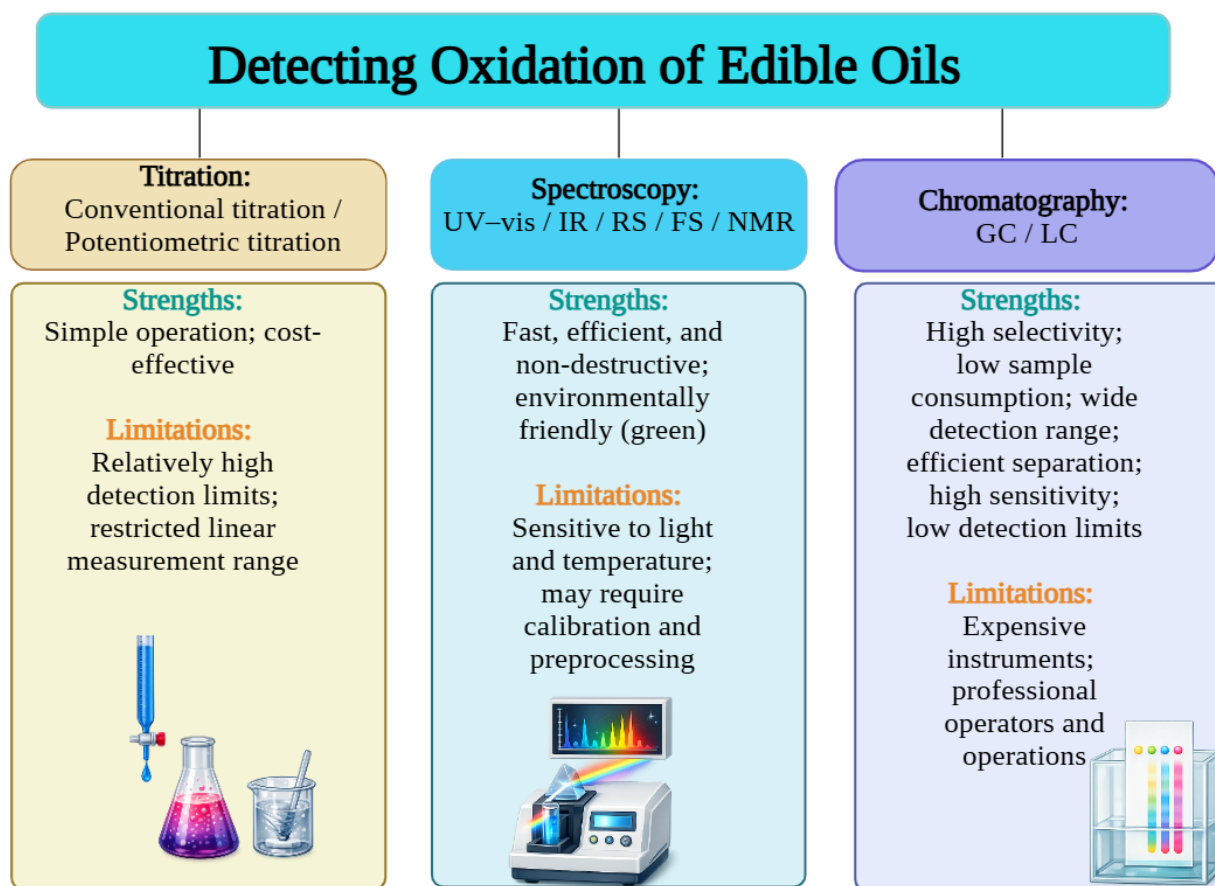 Detecting Oxidation of Edible Oils
Titration:
Conventional titration /
Potentiometric titration
Strengths:
Simple operation; cost-
effective
Limitations:
Relatively high
detection limits;
restricted linear
measurement range
Spectroscopy:
UV–vis / IR / RS / FS / NMR
Strengths:
Fast, efficient, and
non-destructive;
environmentally
friendly (green)
Limitations:
Sensitive to light
and temperature;
may require
calibration and
preprocessing
Chromatography:
GC / LC
Strengths:
High selectivity;
low sample
consumption; wide
detection range;
efficient separation;
high sensitivity;
low detection limits
Limitations:
Expensive
instruments;
professional
operators and
operations